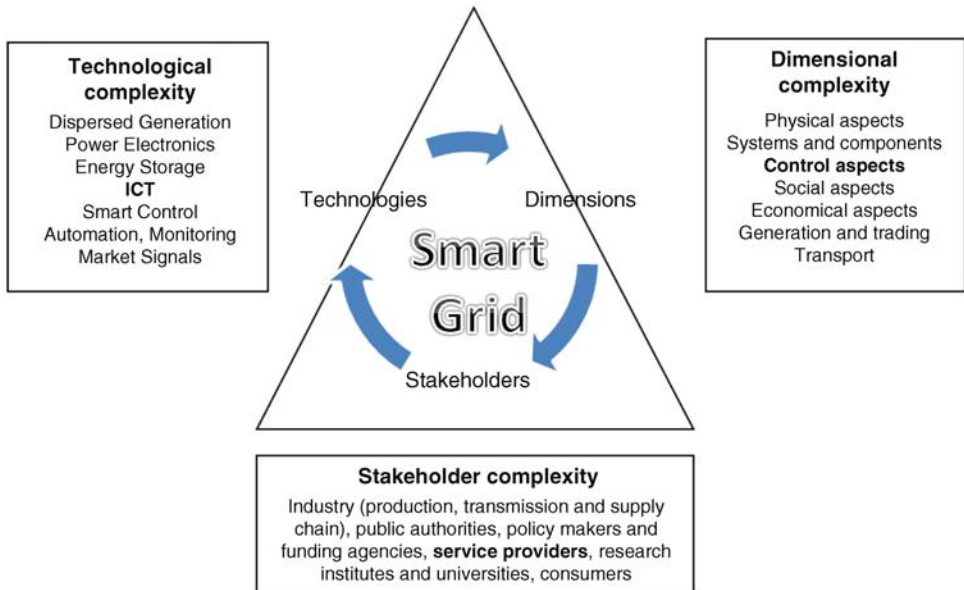 Technological
complexity
Dispersed Generation
Power Electronics
Energy Storage
ICT
Smart Control
Automation, Monitoring
Market Signals
Dimensional
complexity
Physical aspects
Systems and components
Control aspects
Social aspects
Economical aspects
Generation and trading
Transport
Technologies
Dimensions
Smart
Grid
Stakeholders
Stakeholder complexity
Industry (production, transmission and supply
chain), public authorities, policy makers and
funding agencies, service providers, research
institutes and universities, consumers